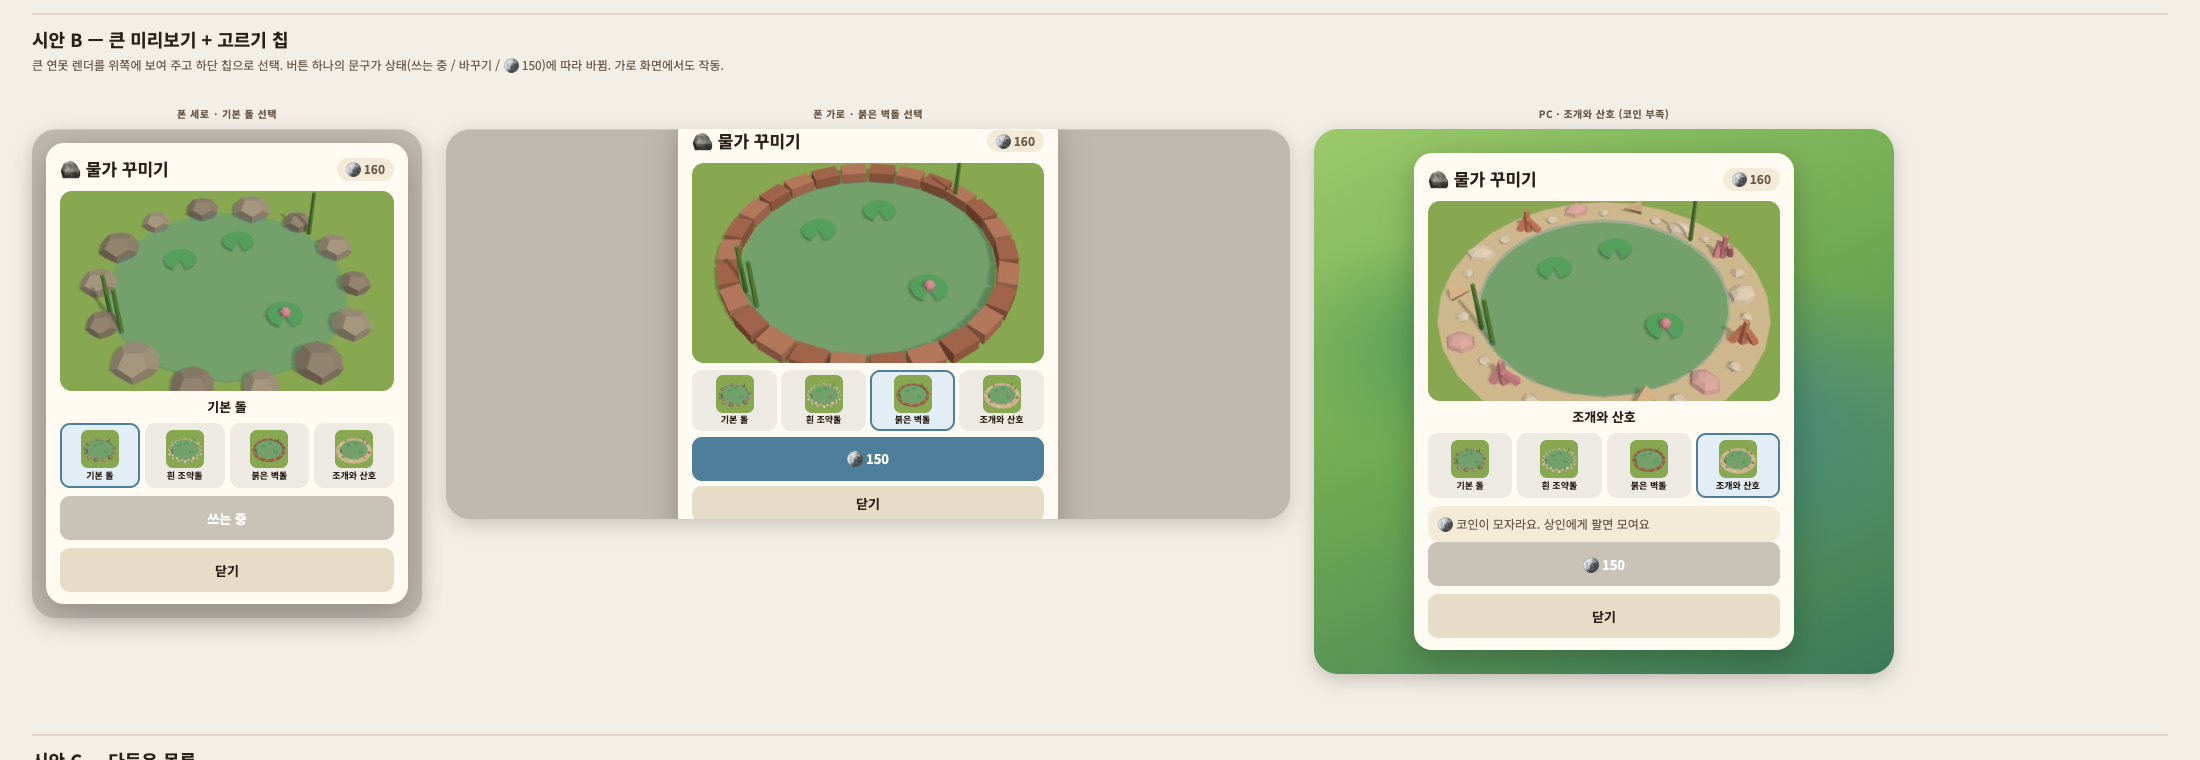 시안 B — 큰 미리보기 + 고르기 칩
큰 연못 렌더를 위쪽에 보여 주고 하단 칩으로 선택. 버튼 하나의 문구가 상태(쓰는 중 / 바꾸기 / 150)에 따라 바뀜. 가로 화면에서도 작동.
폰 세로 · 기본 돌 선택
물가 꾸미기
160
기본 돌
기본 돌
흰 조약돌
붉은 벽돌
조개와 산호
쓰는 중
닫기
폰 가로 · 붉은 벽돌 선택
물가 꾸미기
160
기본 돌
흰 조약돌
붉은 벽돌
조개와 산호
150
닫기
PC · 조개와 산호 (코인 부족)
물가 꾸미기
160
조개와 산호
기본 돌
흰 조약돌
붉은 벽돌
조개와 산호
코인이 모자라요. 상인에게 팔면 모여요
150
닫기